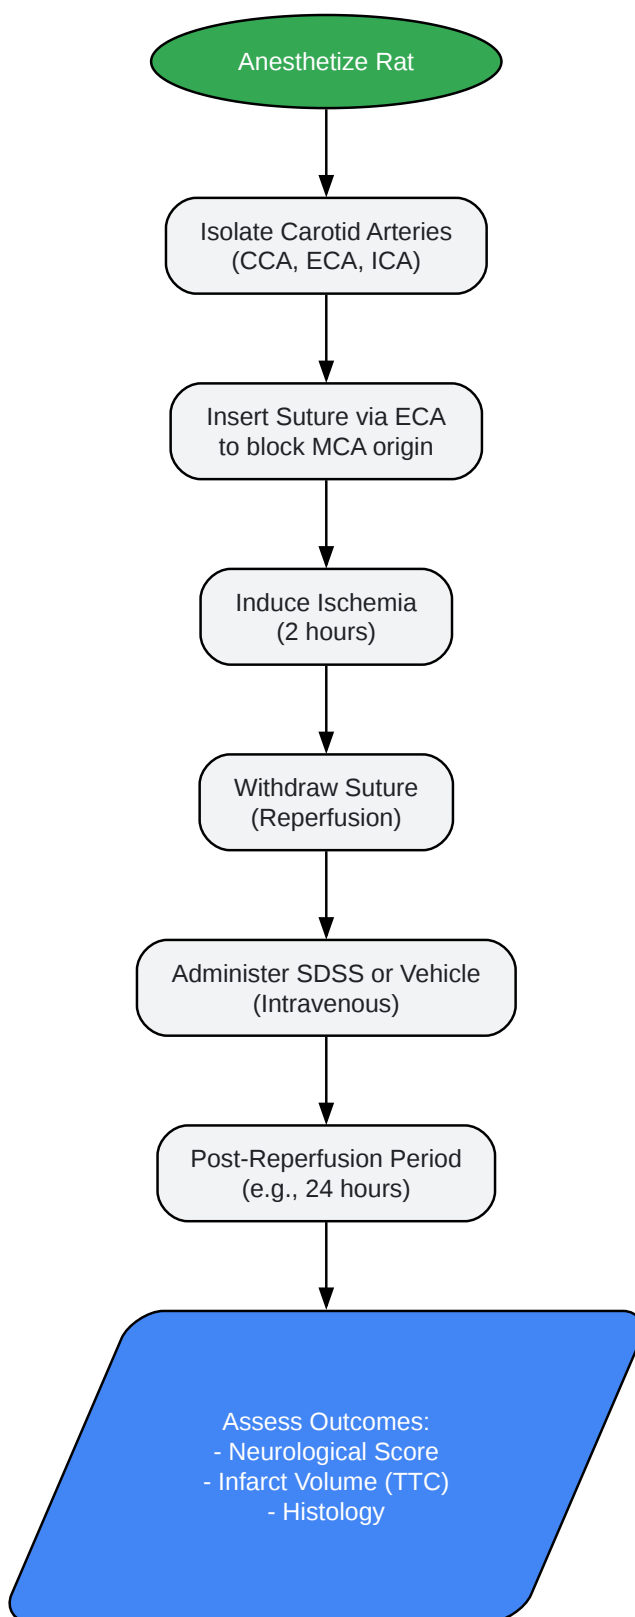 Anesthetize Rat
Isolate Carotid Arteries
(CCA, ECA, ICA)
Insert Suture via ECA
to block MCA origin
Induce Ischemia
(2 hours)
Withdraw Suture
(Reperfusion)
Administer SDSS or Vehicle
(Intravenous)
Post-Reperfusion Period
(e.g., 24 hours)
Assess Outcomes:
- Neurological Score
- Infarct Volume (TTC)
- Histology